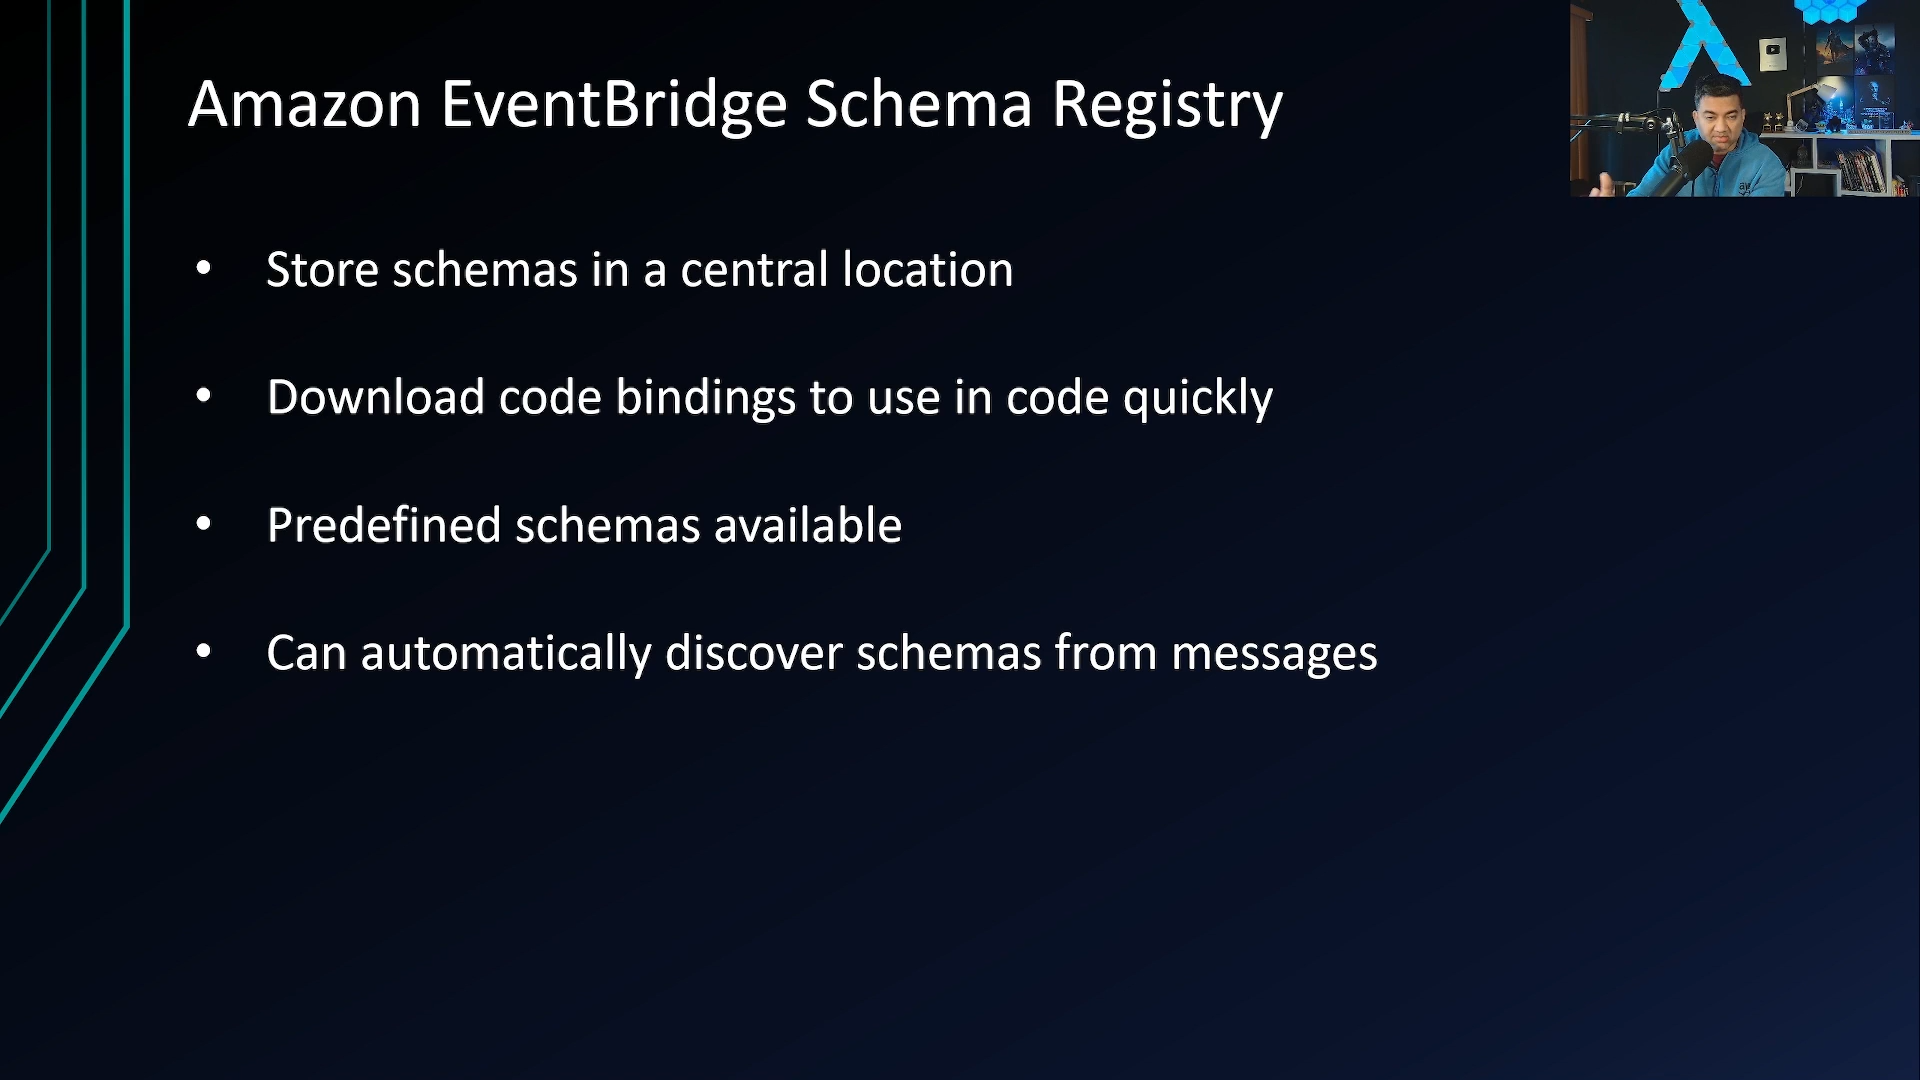 Amazon EventBridge Schema Registry
• Store schemas in a central location
• Download code bindings to use in code quickly
• Predefined schemas available
• Can automatically discover schemas from messages